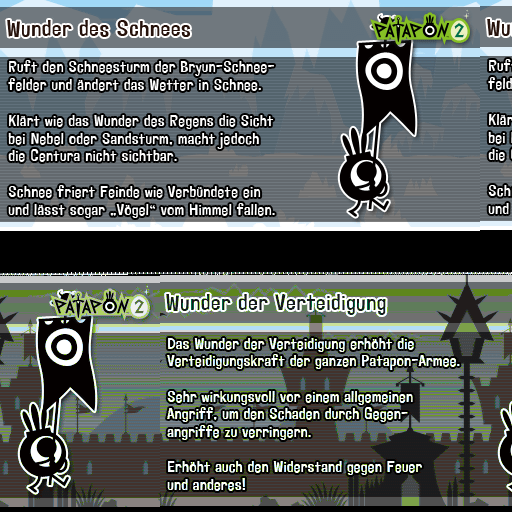 Wunder des Schnees
PATAPON 2
Ruft den Schneesturm der Bryun-Schnee-
felder und ändert das Wetter in Schnee.
Klärt wie das Wunder des Regens die Sicht
bei Nebel oder Sandsturm, macht jedoch
die Centura nicht sichtbar.
Schnee friert Feinde wie Verbündete ein
und lässt sogar „Vögel“ vom Himmel fallen.
PATAPON 2
Wunder der Verteidigung
Das Wunder der Verteidigung erhöht die
Verteidigungskraft der ganzen Patapon-Armee.
Sehr wirkungsvoll vor einem allgemeinen
Angriff, um den Schaden durch Gegen-
angriffe zu verringern.
Erhöht auch den Widerstand gegen Feuer
und anderes!